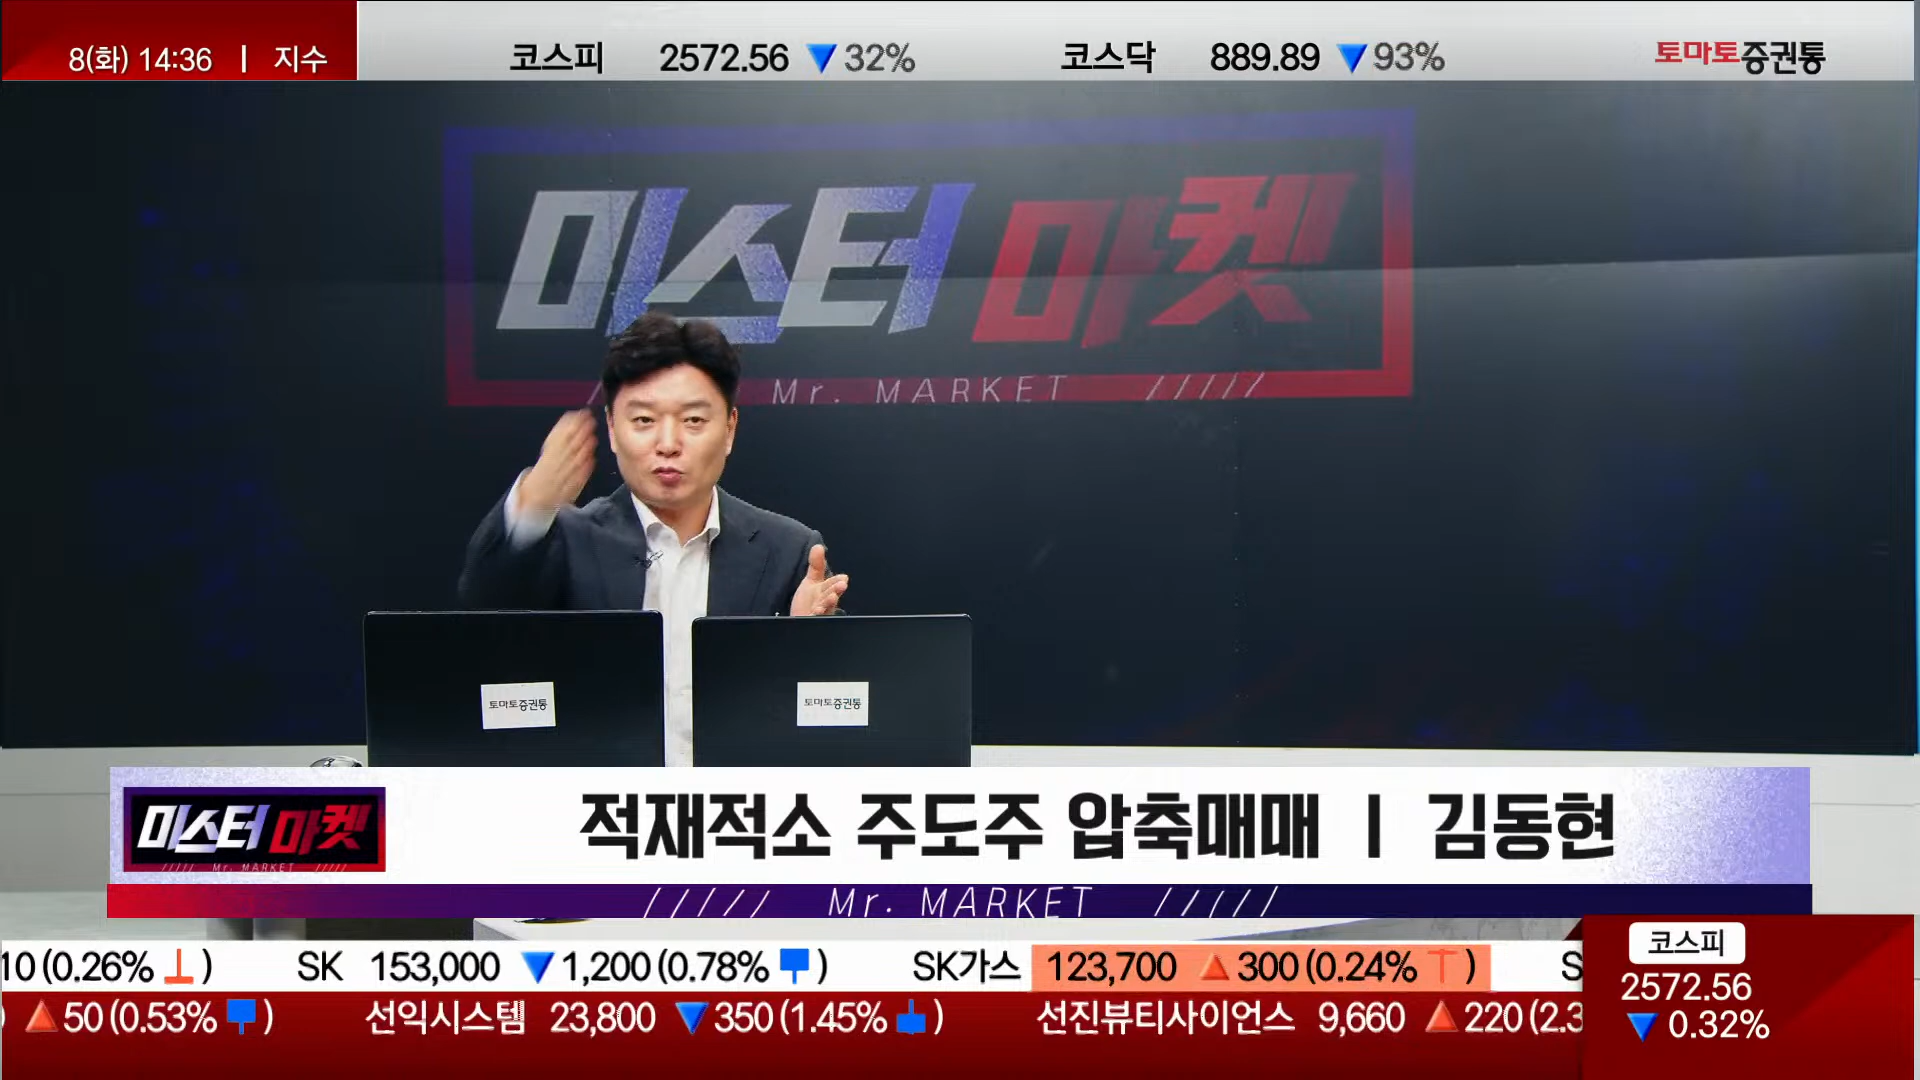 8(화) 14:36 | 지수 코스피 2572.56 ▼32% 코스닥 889.89 ▼93% 토마토증권통
미스터 마켓
Mr. MARKET /////
토마토증권통 토마토증권통
미스터 마켓
///// Mr. MARKET /////
적재적소 주도주 압축매매 | 김동현
///// Mr. MARKET /////
10(0.26% ) SK 153,000 ▼1,200(0.78% ) SK가스 123,700 ▲300(0.24% ) S
) ▲50(0.53% ) 선익시스템 23,800 ▼350(1.45% ) 선진뷰티사이언스 9,660 ▲220(2.3
코스피
2572.56
▼ 0.32%